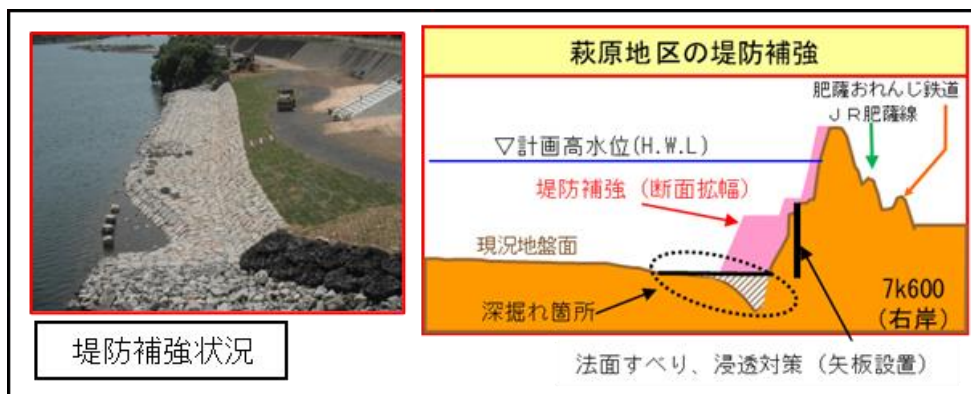 堤防補強状況
萩原地区の堤防補強
肥薩おれんじ鉄道
JR肥薩線
▽計画高水位(H.W.L)
堤防補強（断面拡幅）
現況地盤面
深掘れ箇所
7k600
(右岸)
法面すべり、浸透対策（矢板設置）